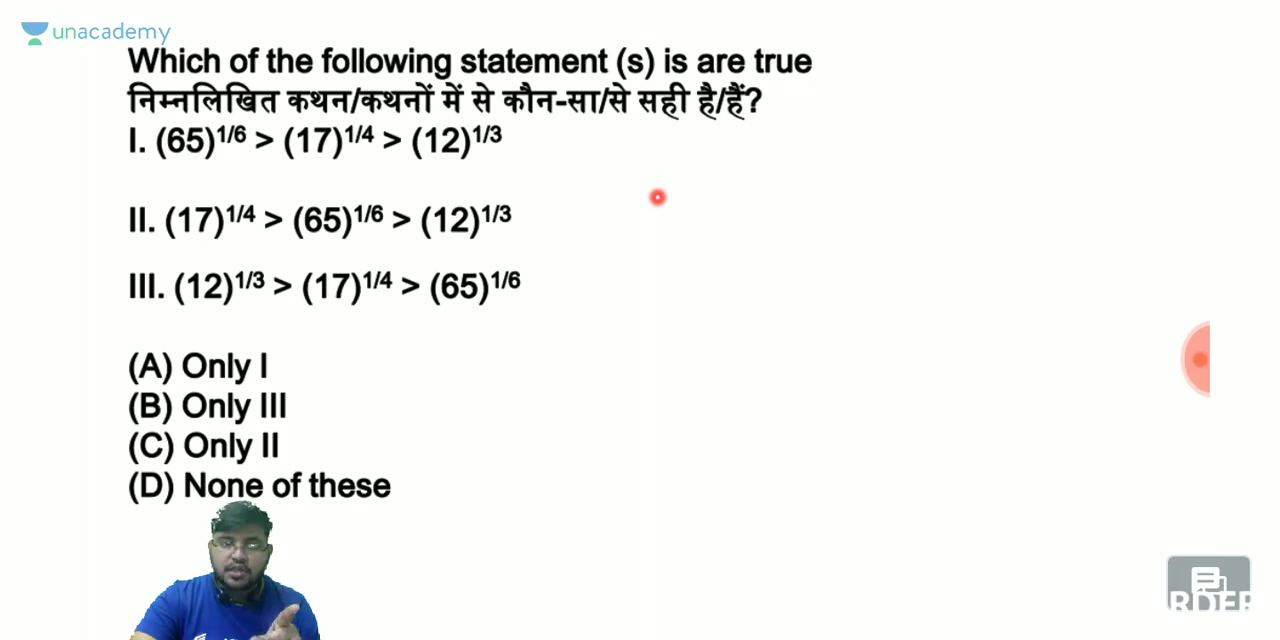 unacademy
Which of the following statement (s) is are true
निम्नलिखित कथन/कथनों में से कौन-सा/से सही है/हैं?
I. (65)^1/6 > (17)^1/4 > (12)^1/3
II. (17)^1/4 > (65)^1/6 > (12)^1/3
III. (12)^1/3 > (17)^1/4 > (65)^1/6
(A) Only I
(B) Only III
(C) Only II
(D) None of these